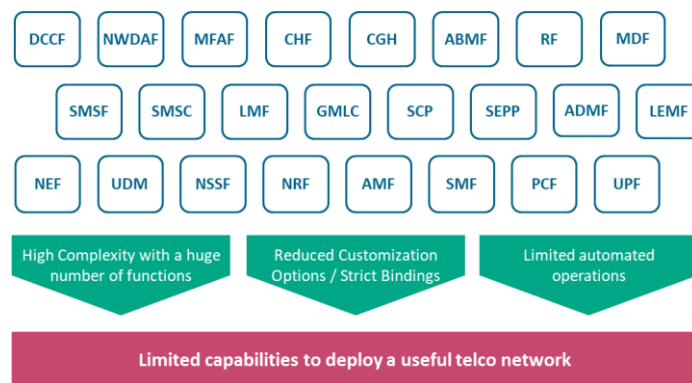 DCCF NWDAF MFAF CHF CGH ABMF RF MDF
SMSF SMSC LMF GMLC SCP SEPP ADMF LEMF
NEF UDM NSSF NRF AMF SMF PCF UPF
High Complexity with a huge
number of functions
Reduced Customization
Options / Strict Bindings
Limited automated
operations
Limited capabilities to deploy a useful telco network